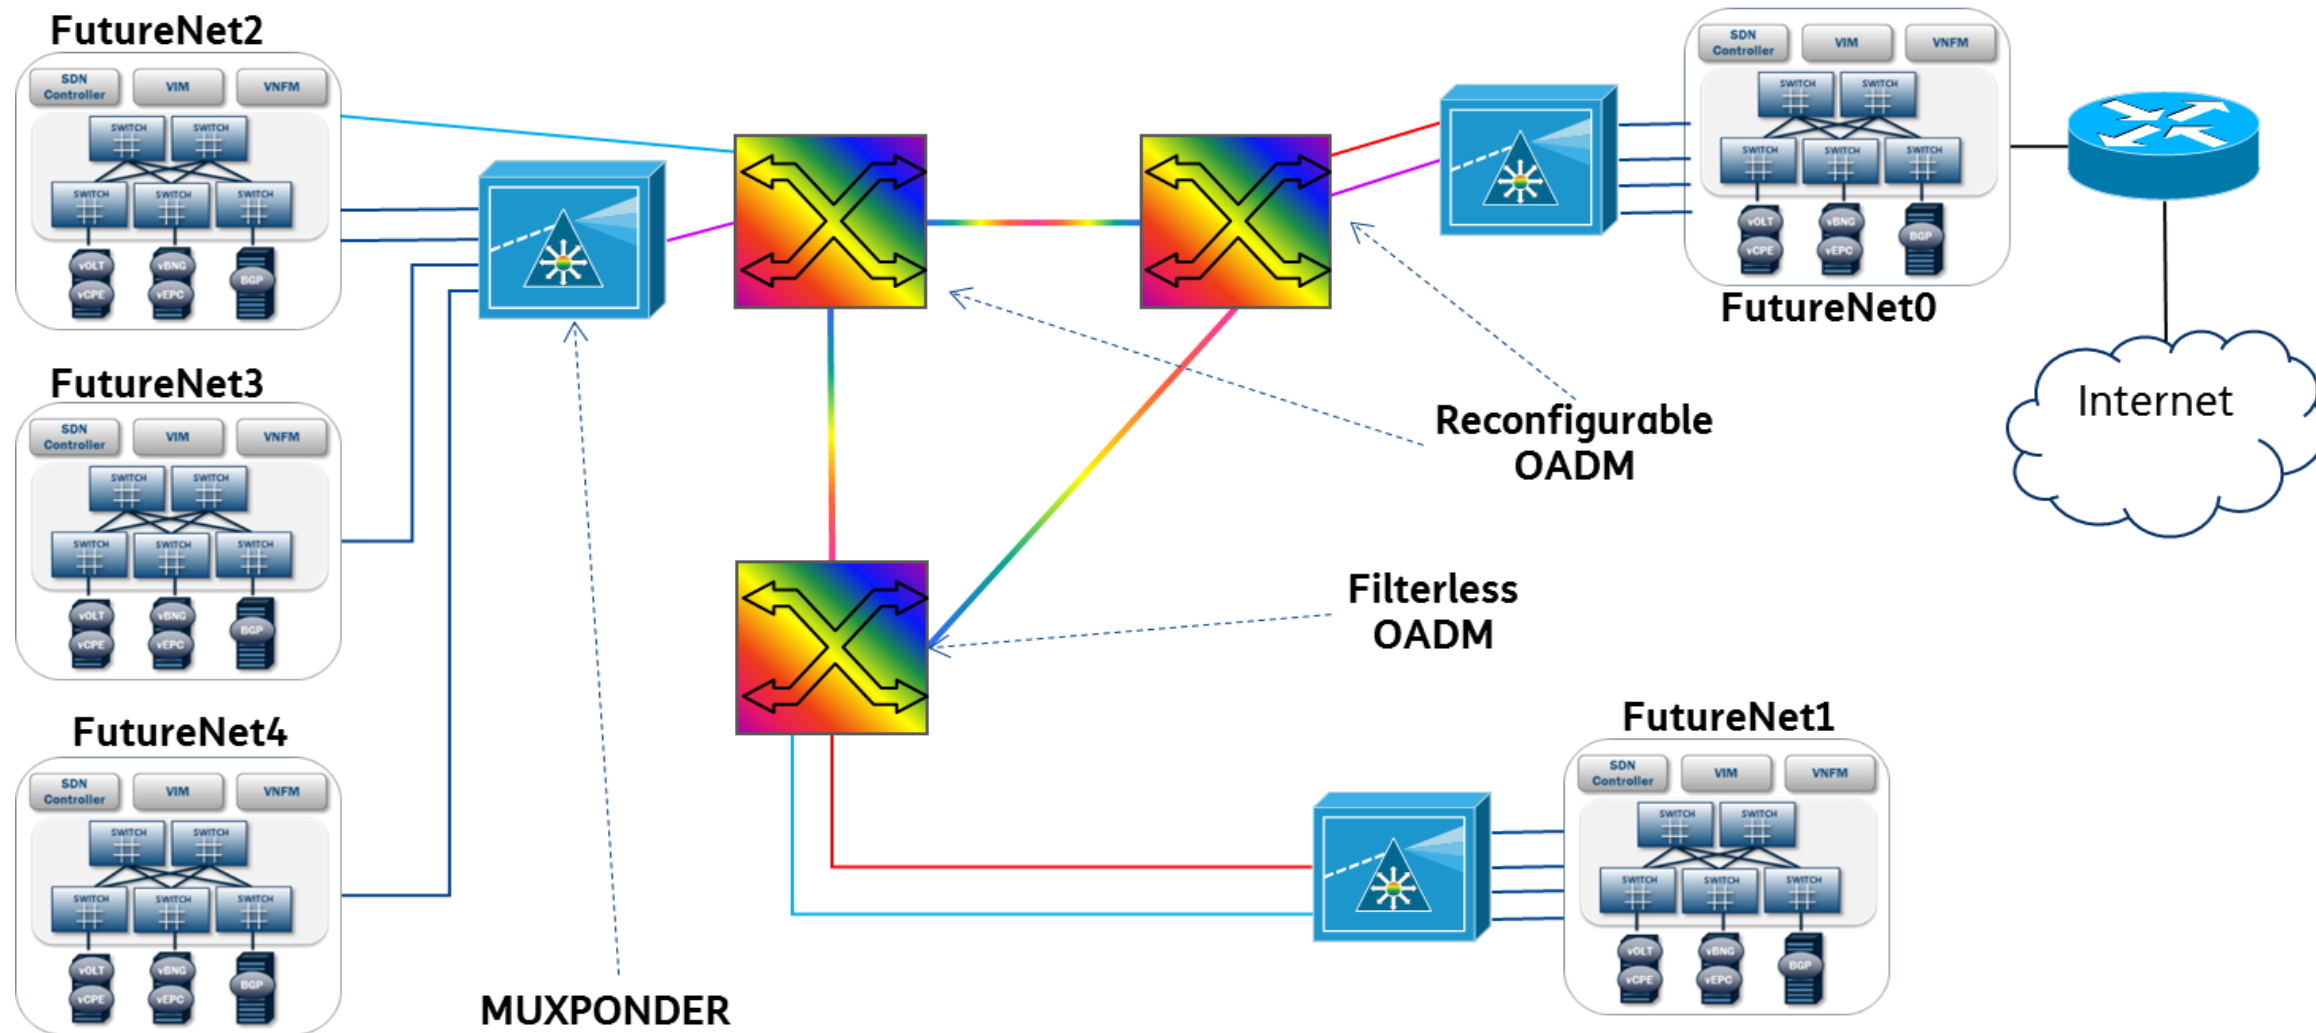 FutureNet2
SDN Controller
VIM
VNFM
SWITCH
SWITCH
SWITCH
SWITCH
SWITCH
vOLT
vBNG
BGP
vCPE
vEPC
FutureNet3
SDN Controller
VIM
VNFM
SWITCH
SWITCH
SWITCH
SWITCH
SWITCH
vOLT
vBNG
BGP
vCPE
vEPC
FutureNet4
SDN Controller
VIM
VNFM
SWITCH
SWITCH
SWITCH
SWITCH
SWITCH
vOLT
vBNG
BGP
vCPE
vEPC
MUXPONDER
SDN Controller
VIM
VNFM
SWITCH
SWITCH
SWITCH
SWITCH
SWITCH
vOLT
vBNG
BGP
vCPE
vEPC
FutureNet0
Internet
Reconfigurable
OADM
Filterless
OADM
FutureNet1
SDN Controller
VIM
VNFM
SWITCH
SWITCH
SWITCH
SWITCH
SWITCH
vOLT
vBNG
BGP
vCPE
vEPC